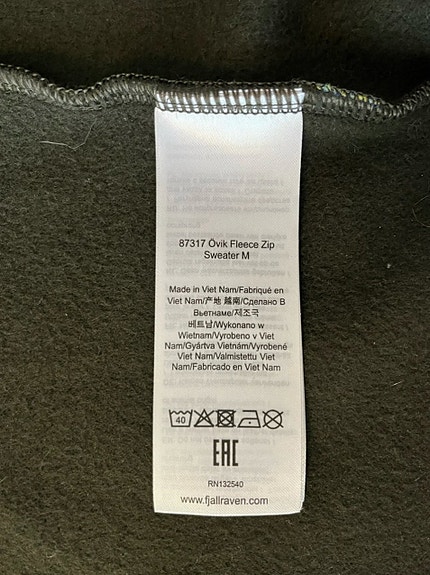 87317 Övik Fleece Zip
Sweater M
Made in Viet Nam/Fabriqué en
Viet Nam/产地 越南/Сделано В
Вьетнаме/제조국
베트남/Wykonano w
Wietnam/Vyrobeno v Viet
Nam/Gyártva Vietnám/Vyrobené
Viet Nam/Valmistettu Viet
Nam/Fabricado en Viet Nam
40
EAC
RN132540
www.fjallraven.com